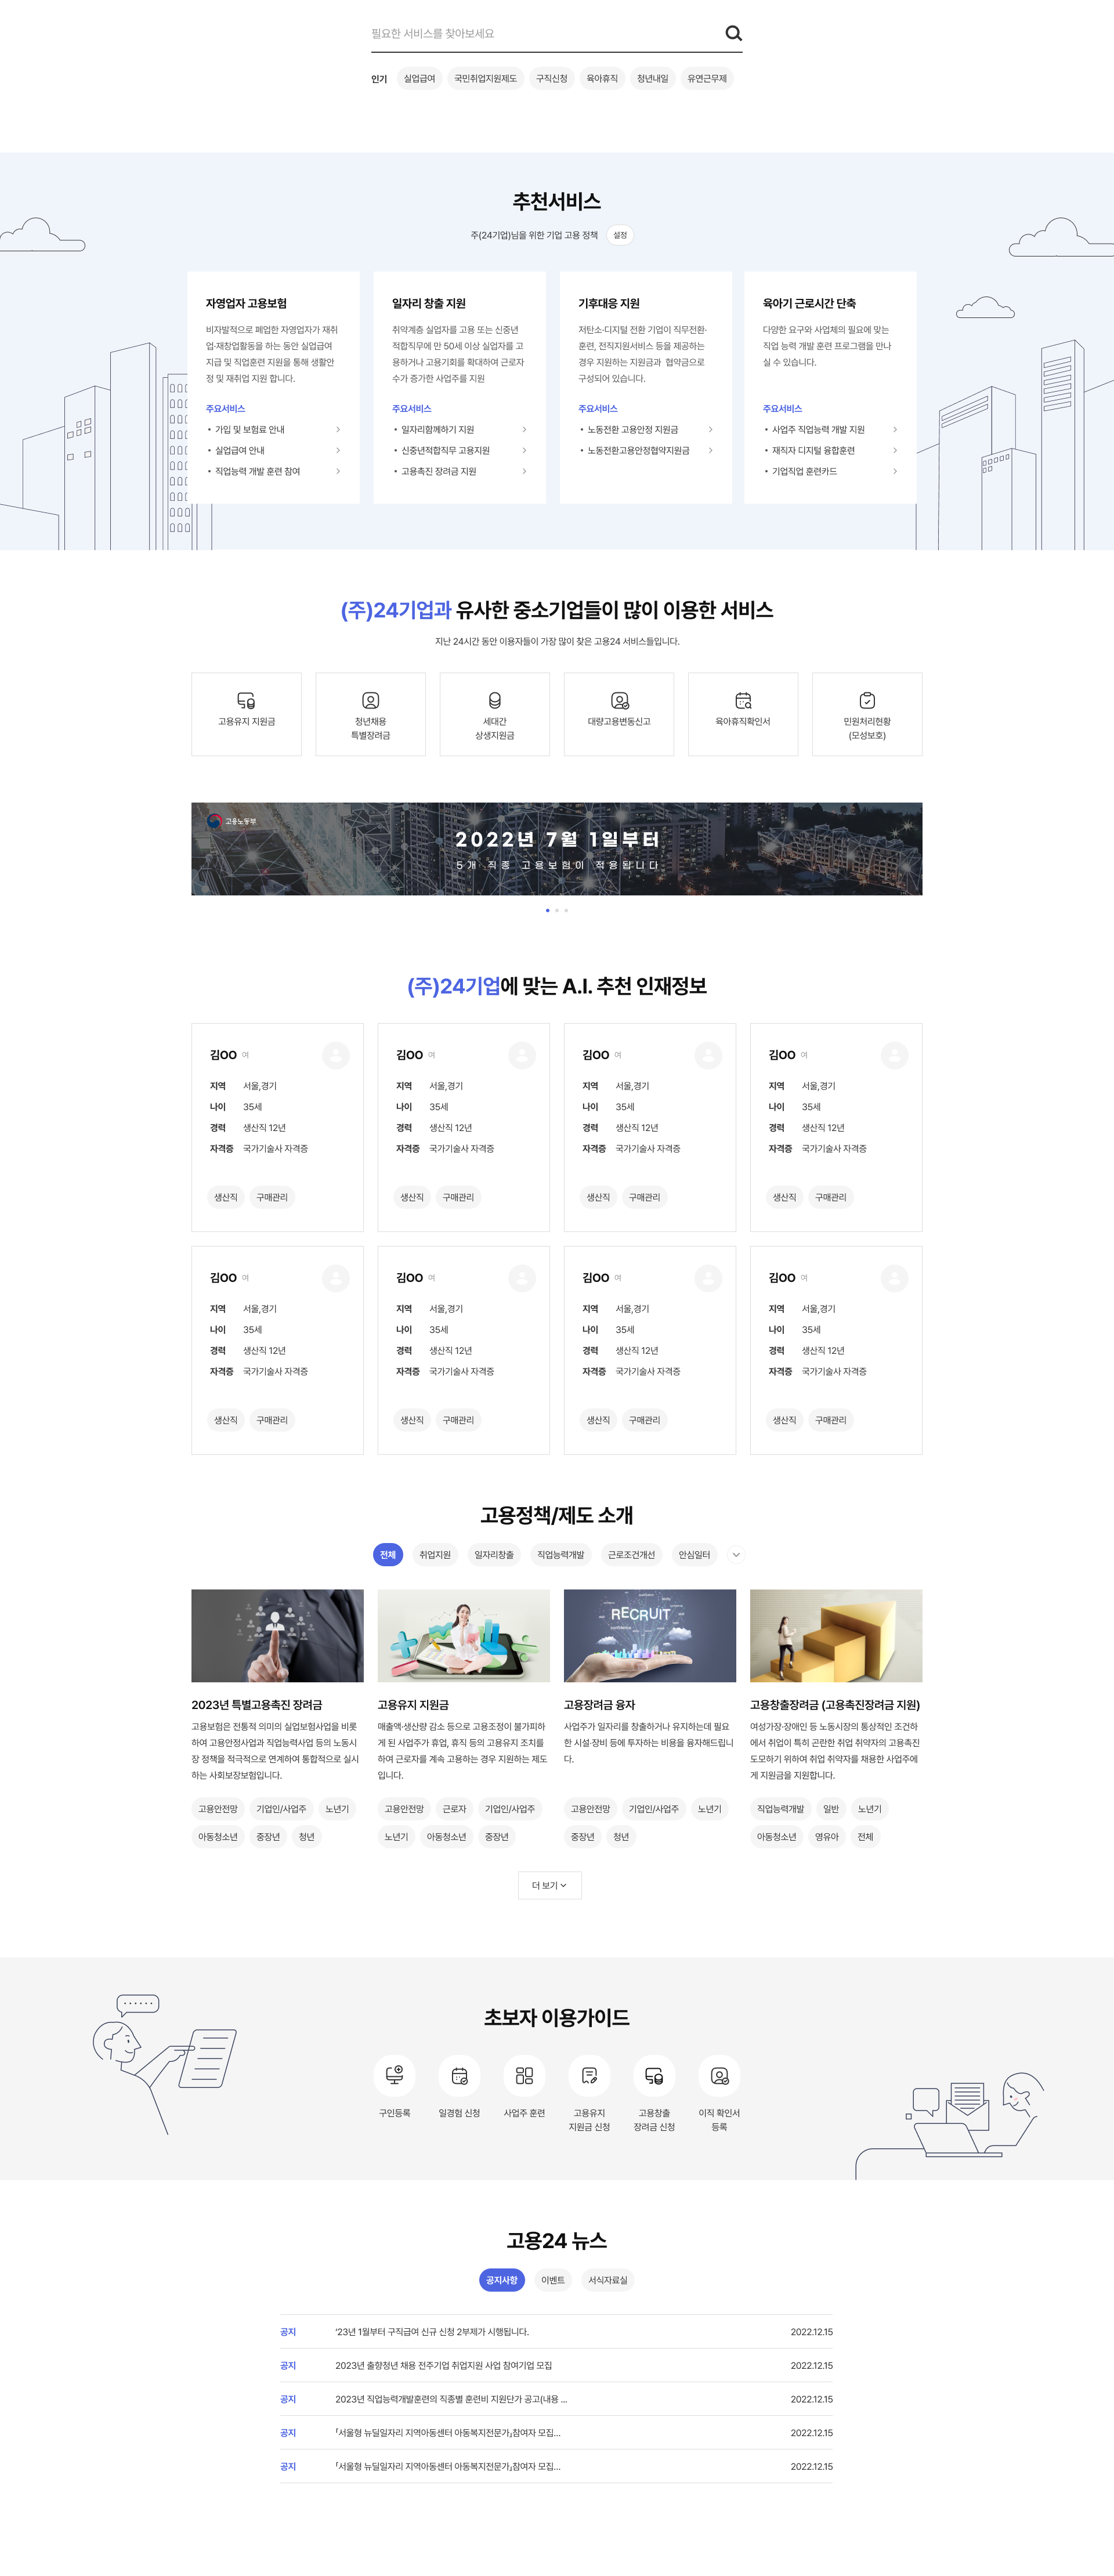 필요한 서비스를 찾아보세요
인기 실업급여 국민취업지원제도 구직신청 육아휴직 청년내일 유연근무제
추천서비스
주(24기업)님을 위한 기업 고용 정책 설정
자영업자 고용보험
비자발적으로 폐업한 자영업자가 재취
업·재창업활동을 하는 동안 실업급여
지급 및 직업훈련 지원을 통해 생활안
정 및 재취업 지원 합니다.
주요서비스
• 가입 및 보험료 안내
• 실업급여 안내
• 직업능력 개발 훈련 참여
일자리 창출 지원
취약계층 실업자를 고용 또는 신중년
적합직무에 만 50세 이상 실업자를 고
용하거나 고용기회를 확대하여 근로자
수가 증가한 사업주를 지원
주요서비스
• 일자리함께하기 지원
• 신중년적합직무 고용지원
• 고용촉진 장려금 지원
기후대응 지원
저탄소·디지털 전환 기업이 직무전환·
훈련, 전직지원서비스 등을 제공하는
경우 지원하는 지원금과 협약금으로
구성되어 있습니다.
주요서비스
• 노동전환 고용안정 지원금
• 노동전환고용안정협약지원금
육아기 근로시간 단축
다양한 요구와 사업체의 필요에 맞는
직업 능력 개발 훈련 프로그램을 만나
실 수 있습니다.
주요서비스
• 사업주 직업능력 개발 지원
• 재직자 디지털 융합훈련
• 기업직업 훈련카드
(주)24기업과 유사한 중소기업들이 많이 이용한 서비스
지난 24시간 동안 이용자들이 가장 많이 찾은 고용24 서비스들입니다.
고용유지 지원금
청년채용
특별장려금
세대간
상생지원금
대량고용변동신고
육아휴직확인서
민원처리현황
(모성보호)
고용노동부
2022년 7월 1일부터
5개 직종 고용보험이 적용됩니다
(주)24기업에 맞는 A.I. 추천 인재정보
김OO 여
지역 서울,경기
나이 35세
경력 생산직 12년
자격증 국가기술사 자격증
생산직 구매관리
김OO 여
지역 서울,경기
나이 35세
경력 생산직 12년
자격증 국가기술사 자격증
생산직 구매관리
김OO 여
지역 서울,경기
나이 35세
경력 생산직 12년
자격증 국가기술사 자격증
생산직 구매관리
김OO 여
지역 서울,경기
나이 35세
경력 생산직 12년
자격증 국가기술사 자격증
생산직 구매관리
김OO 여
지역 서울,경기
나이 35세
경력 생산직 12년
자격증 국가기술사 자격증
생산직 구매관리
김OO 여
지역 서울,경기
나이 35세
경력 생산직 12년
자격증 국가기술사 자격증
생산직 구매관리
김OO 여
지역 서울,경기
나이 35세
경력 생산직 12년
자격증 국가기술사 자격증
생산직 구매관리
김OO 여
지역 서울,경기
나이 35세
경력 생산직 12년
자격증 국가기술사 자격증
생산직 구매관리
고용정책/제도 소개
전체 취업지원 일자리창출 직업능력개발 근로조건개선 안심일터
2023년 특별고용촉진 장려금
고용보험은 전통적 의미의 실업보험사업을 비롯
하여 고용안정사업과 직업능력사업 등의 노동시
장 정책을 적극적으로 연계하여 통합적으로 실시
하는 사회보장보험입니다.
고용안전망 기업인/사업주 노년기
아동청소년 중장년 청년
고용유지 지원금
매출액·생산량 감소 등으로 고용조정이 불가피하
게 된 사업주가 휴업, 휴직 등의 고용유지 조치를
하여 근로자를 계속 고용하는 경우 지원하는 제도
입니다.
고용안전망 근로자 기업인/사업주
노년기 아동청소년 중장년
RECRUIT
고용장려금 융자
사업주가 일자리를 창출하거나 유지하는데 필요
한 시설·장비 등에 투자하는 비용을 융자해드립니
다.
고용안전망 기업인/사업주 노년기
중장년 청년
고용창출장려금 (고용촉진장려금 지원)
여성가장·장애인 등 노동시장의 통상적인 조건하
에서 취업이 특히 곤란한 취업 취약자의 고용촉진
도모하기 위하여 취업 취약자를 채용한 사업주에
게 지원금을 지원합니다.
직업능력개발 일반 노년기
아동청소년 영유아 전체
더 보기
초보자 이용가이드
구인등록
일경험 신청
사업주 훈련
고용유지
지원금 신청
고용창출
장려금 신청
이직 확인서
등록
고용24 뉴스
공지사항 이벤트 서식자료실
공지 ‘23년 1월부터 구직급여 신규 신청 2부제가 시행됩니다. 2022.12.15
공지 2023년 출향청년 채용 전주기업 취업지원 사업 참여기업 모집 2022.12.15
공지 2023년 직업능력개발훈련의 직종별 훈련비 지원단가 공고(내용 ... 2022.12.15
공지 「서울형 뉴딜일자리 지역아동센터 아동복지전문가」참여자 모집... 2022.12.15
공지 「서울형 뉴딜일자리 지역아동센터 아동복지전문가」참여자 모집... 2022.12.15